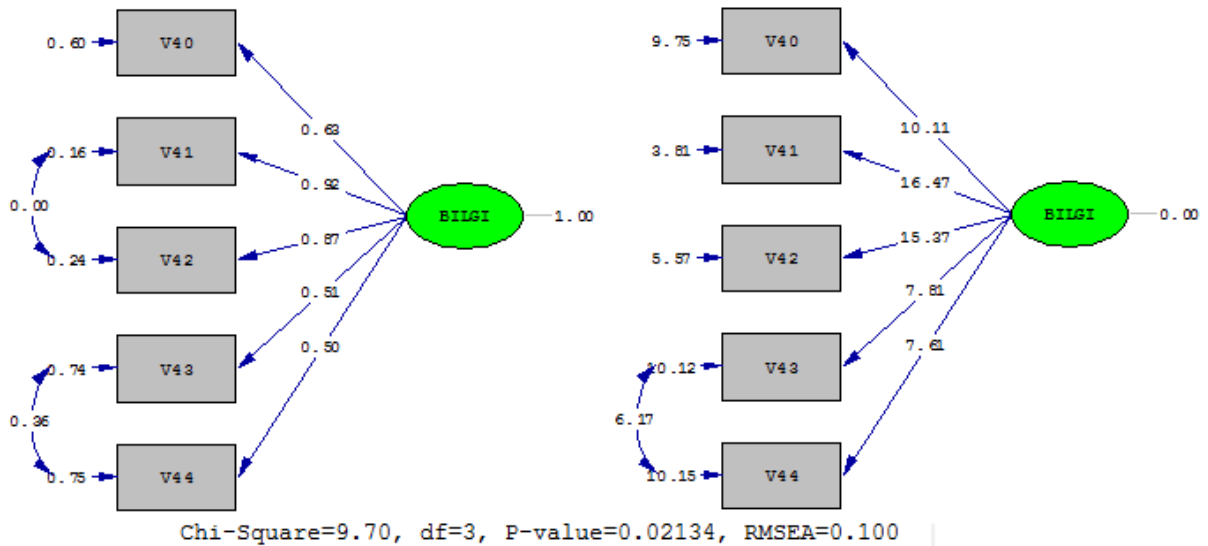 0.60 V40
0.63
0.16 V41
0.92
0.00
BILGI 1.00
0.87
0.24 V42
0.51
0.50
0.74 V43
0.36
0.75 V44
9.75 V40
10.11
3.81 V41
16.47
BILGI 0.00
15.37
5.57 V42
7.81
7.61
10.12 V43
6.17
10.15 V44
Chi-Square=9.70, df=3, P-value=0.02134, RMSEA=0.100